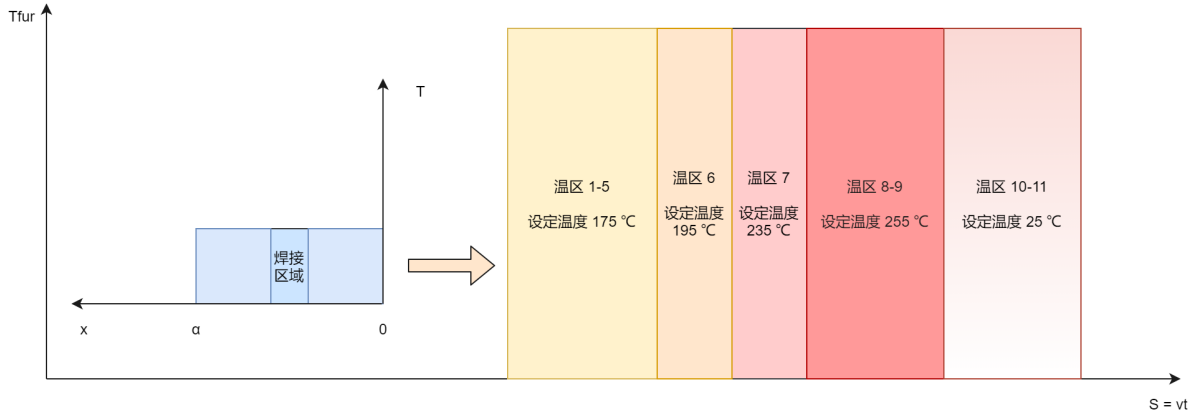 Tfur
T
焊接
区域
x
α
0
温区 1-5
设定温度 175 ℃
温区 6
设定温度
195 ℃
温区 7
设定温度
235 ℃
温区 8-9
设定温度 255 ℃
温区 10-11
设定温度 25 ℃
S = vt